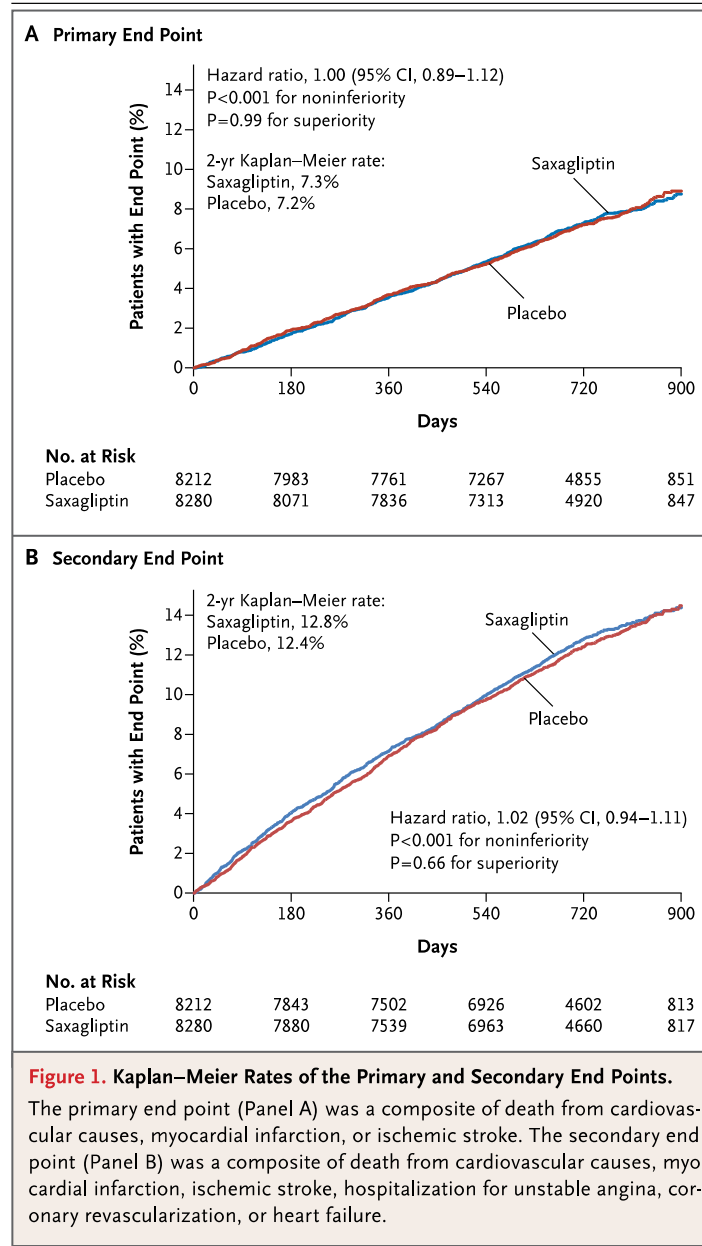 A Primary End Point
Hazard ratio, 1.00 (95% CI, 0.89–1.12)
P<0.001 for noninferiority
P=0.99 for superiority
2-yr Kaplan–Meier rate:
Saxagliptin, 7.3%
Placebo, 7.2%
Patients with End Point (%)
14
12
10
8
6
4
2
0
Saxagliptin
Placebo
0 180 360 540 720 900
Days
No. at Risk
Placebo 8212 7983 7761 7267 4855 851
Saxagliptin 8280 8071 7836 7313 4920 847
B Secondary End Point
2-yr Kaplan–Meier rate:
Saxagliptin, 12.8%
Placebo, 12.4%
Patients with End Point (%)
14
12
10
8
6
4
2
0
Saxagliptin
Placebo
Hazard ratio, 1.02 (95% CI, 0.94–1.11)
P<0.001 for noninferiority
P=0.66 for superiority
0 180 360 540 720 900
Days
No. at Risk
Placebo 8212 7843 7502 6926 4602 813
Saxagliptin 8280 7880 7539 6963 4660 817
Figure 1. Kaplan–Meier Rates of the Primary and Secondary End Points.
The primary end point (Panel A) was a composite of death from cardiovas-
cular causes, myocardial infarction, or ischemic stroke. The secondary end
point (Panel B) was a composite of death from cardiovascular causes, myo
cardial infarction, ischemic stroke, hospitalization for unstable angina, cor-
onary revascularization, or heart failure.